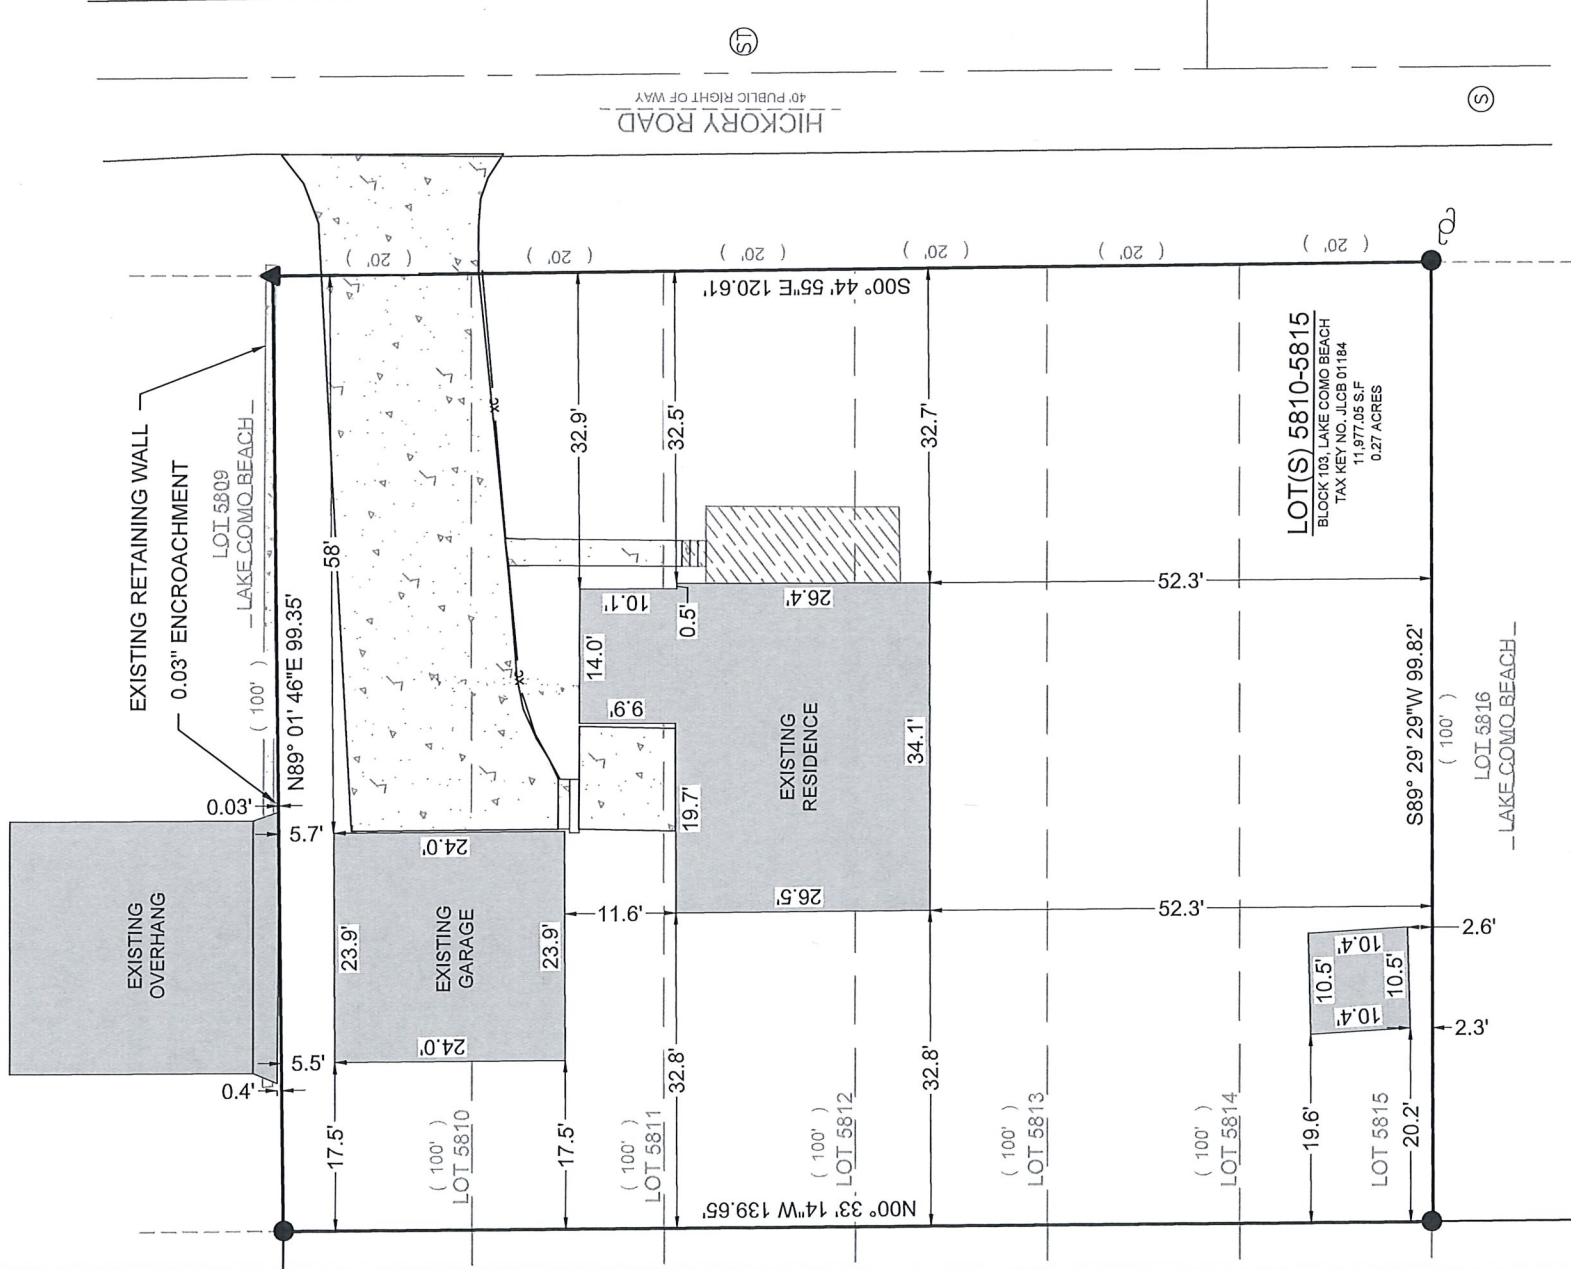 ST
40' PUBLIC RIGHT OF WAY
HICKORY ROAD
S
EXISTING RETAINING WALL
0.03" ENCROACHMENT
LOT 5809
LAKE COMO BEACH
( 100' )
N89° 01' 46"E 99.35'
( 20' )
( 20' )
( 20' )
( 20' )
( 20' )
( 20' )
S00° 44' 55"E 120.61'
LOT(S) 5810-5815
BLOCK 103, LAKE COMO BEACH
TAX KEY NO. JLCB 01184
11,977.05 S.F
0.27 ACRES
58'
32.9'
32.5'
32.7'
XC
XC
10.1'
0.5'
26.4'
14.0'
9.9'
19.7'
EXISTING
RESIDENCE
34.1'
26.5'
52.3'
52.3'
0.03'
5.7'
EXISTING
OVERHANG
24.0'
23.9'
EXISTING
GARAGE
23.9'
24.0'
11.6'
5.5'
0.4'
17.5'
17.5'
32.8'
32.8'
S89° 29' 29"W 99.82'
( 100' )
LOT 5816
LAKE COMO BEACH
2.6'
10.4'
10.5'
10.5'
10.4'
2.3'
19.6'
20.2'
( 100' )
LOT 5810
( 100' )
LOT 5811
( 100' )
LOT 5812
( 100' )
LOT 5813
( 100' )
LOT 5814
LOT 5815
N00° 33' 14"W 139.65'